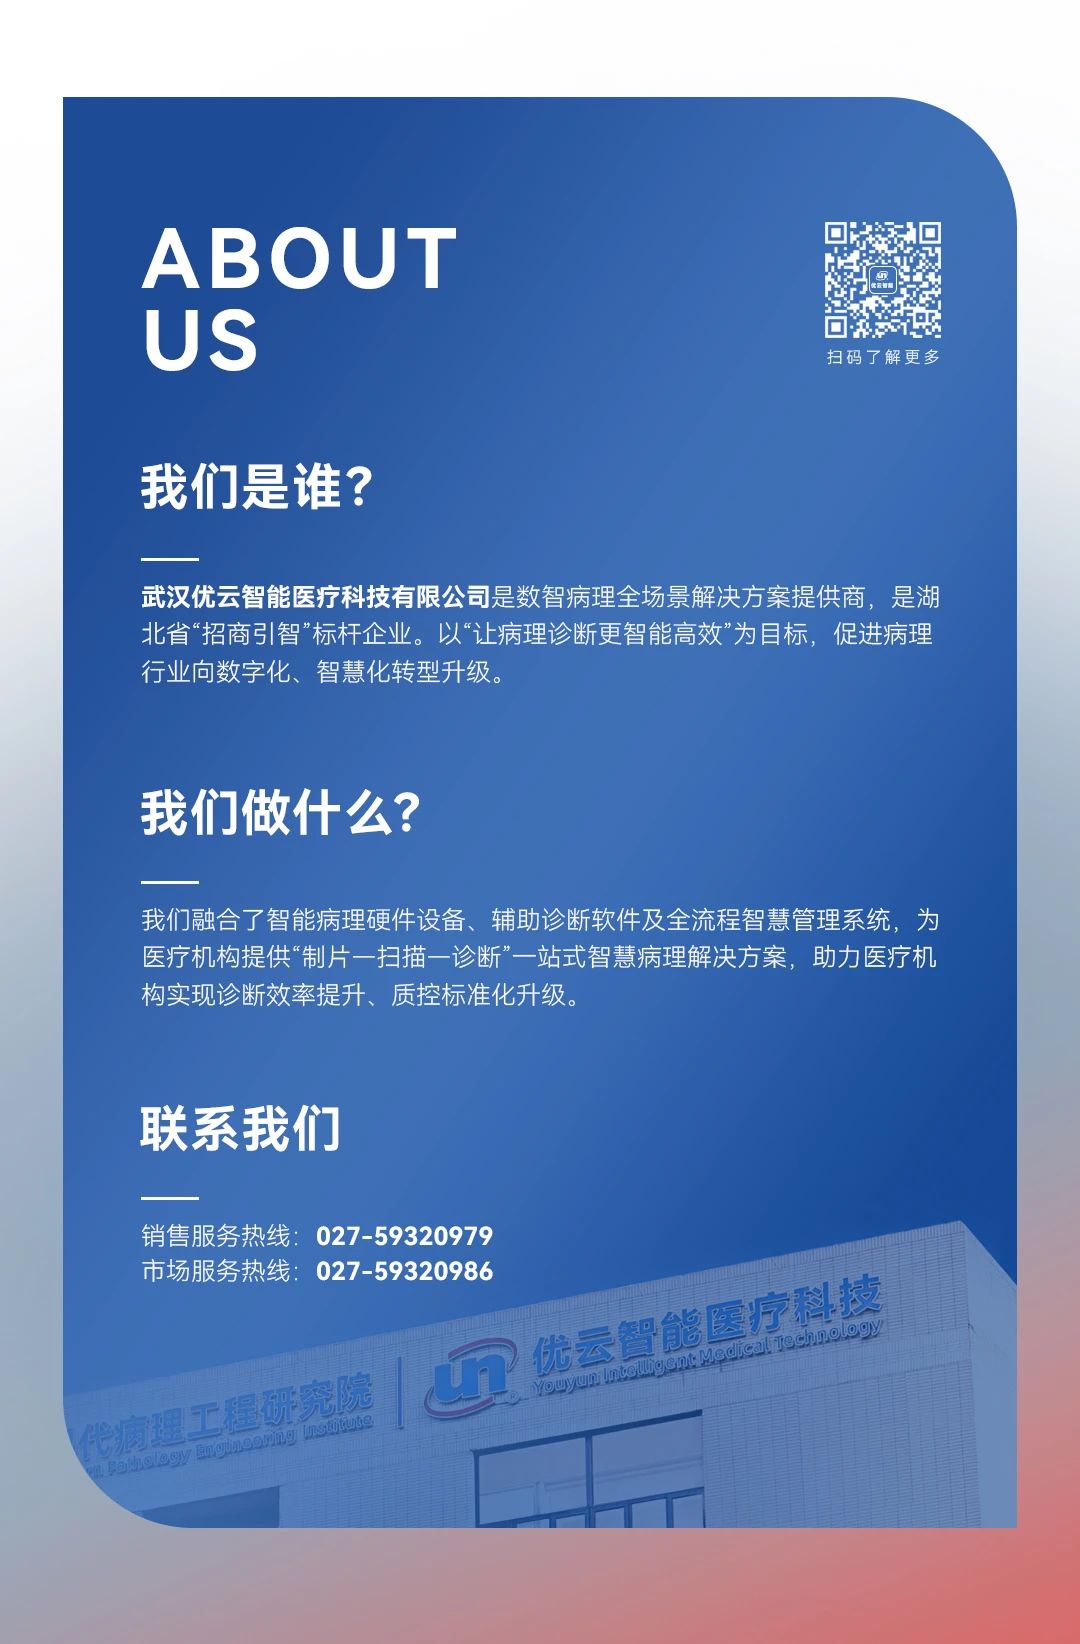 ABOUT
US
优云智能
扫码了解更多
我们是谁？
武汉优云智能医疗科技有限公司是数智病理全场景解决方案提供商，是湖
北省“招商引智”标杆企业。以“让病理诊断更智能高效”为目标，促进病理
行业向数字化、智慧化转型升级。
我们做什么？
我们融合了智能病理硬件设备、辅助诊断软件及全流程智慧管理系统，为
医疗机构提供“制片—扫描—诊断”一站式智慧病理解决方案，助力医疗机
构实现诊断效率提升、质控标准化升级。
联系我们
销售服务热线：027-59320979
市场服务热线：027-59320986
优云智能医疗科技
Youyun Intelligent Medical Technology
代病理工程研究院
Pathology Engineering Institute
un